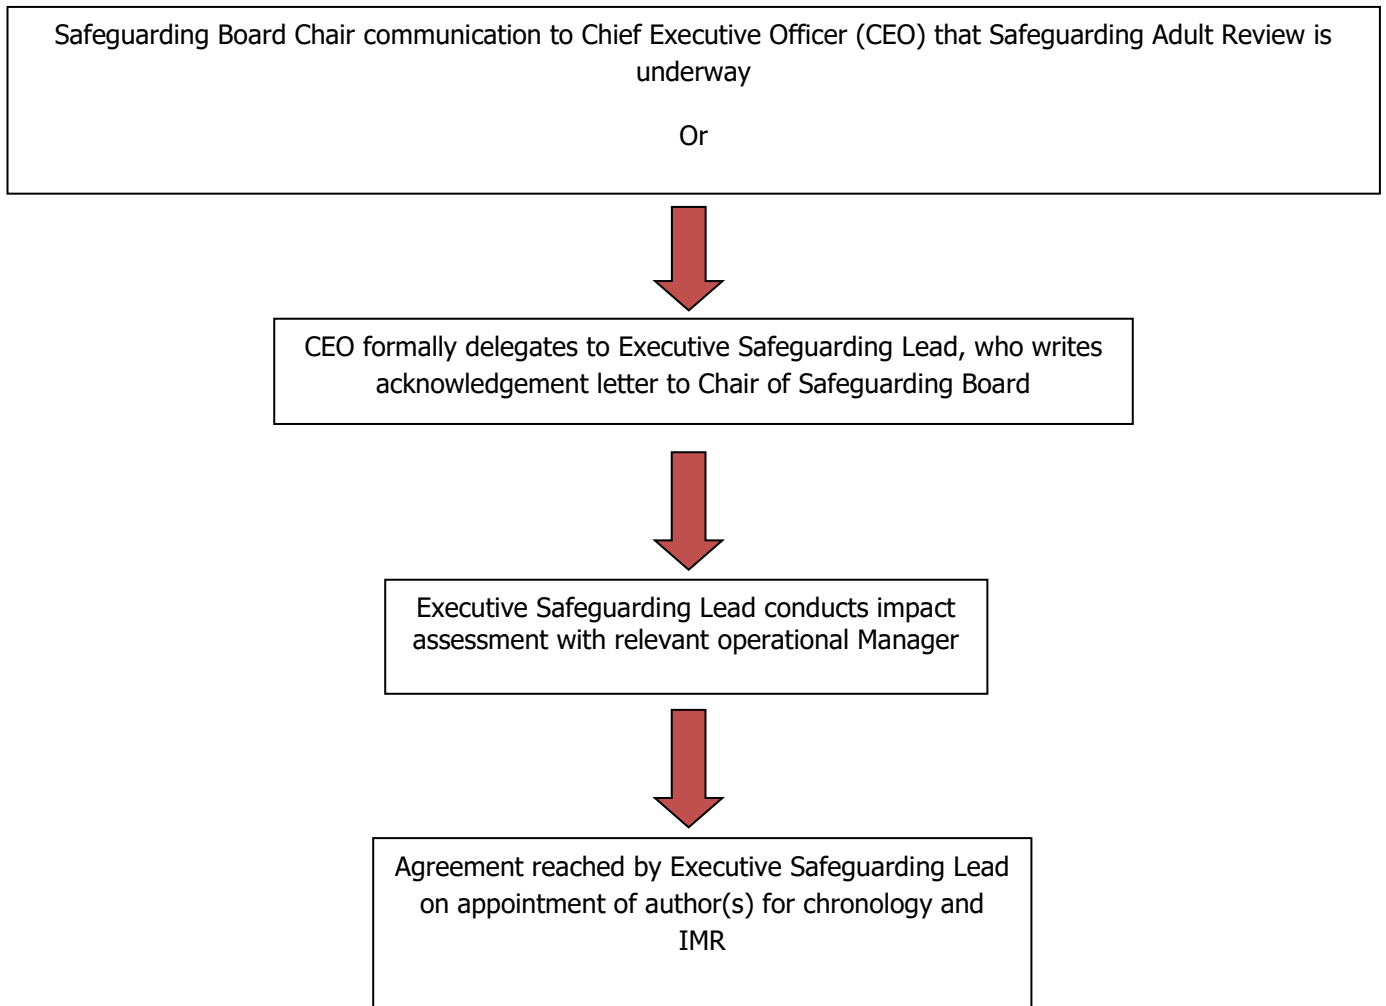 Safeguarding Board Chair communication to Chief Executive Officer (CEO) that Safeguarding Adult Review is
underway
Or
CEO formally delegates to Executive Safeguarding Lead, who writes
acknowledgement letter to Chair of Safeguarding Board
Executive Safeguarding Lead conducts impact
assessment with relevant operational Manager
Agreement reached by Executive Safeguarding Lead
on appointment of author(s) for chronology and
IMR